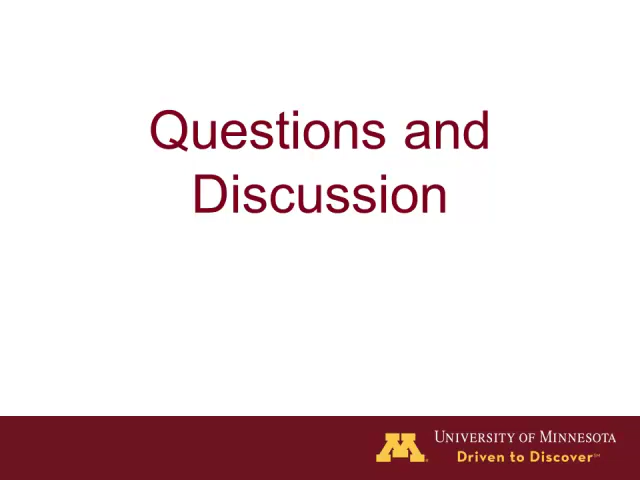 Questions and
Discussion
M
UNIVERSITY OF MINNESOTA
Driven to Discover℠